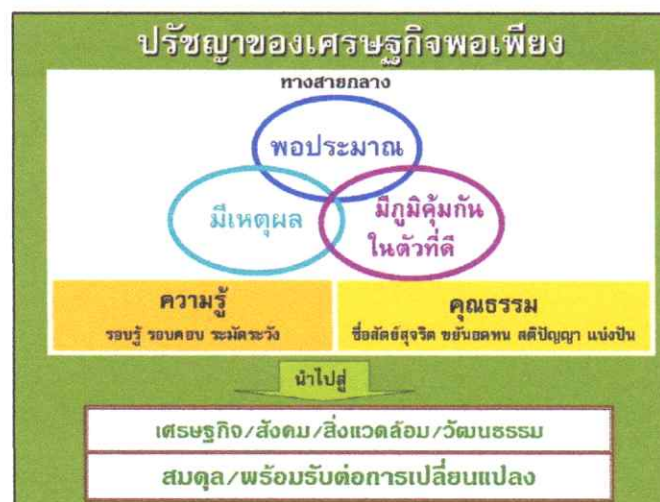 ปรัชญาของเศรษฐกิจพอเพียง
ทางสายกลาง
พอประมาณ
มีเหตุผล
มีภูมิคุ้มกัน
ในตัวที่ดี
ความรู้
รอบรู้ รอบคอบ ระมัดระวัง
คุณธรรม
ซื่อสัตย์สุจริต ขยันอดทน สติปัญญา แบ่งปัน
นำไปสู่
เศรษฐกิจ/สังคม/สิ่งแวดล้อม/วัฒนธรรม
สมดุล/พร้อมรับต่อการเปลี่ยนแปลง